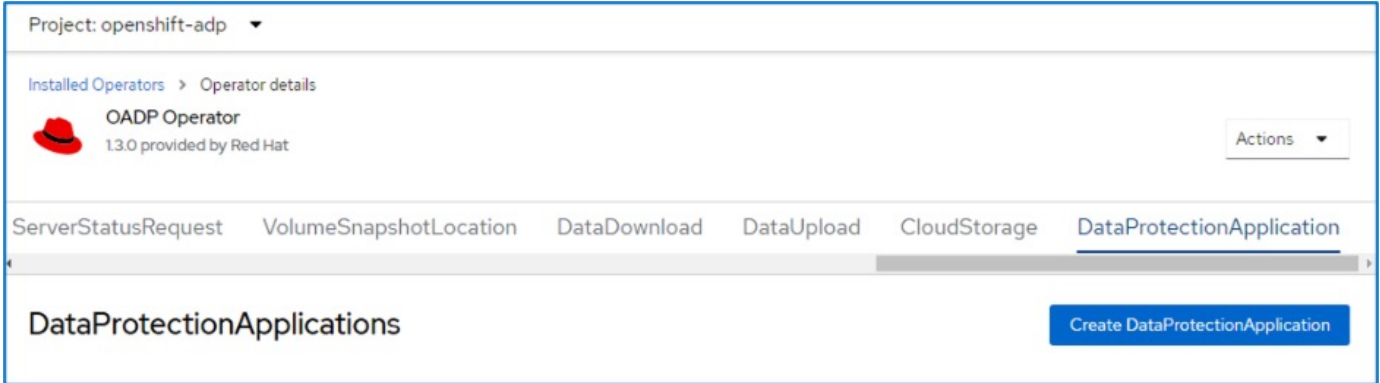 Project: openshift-adp
Installed Operators > Operator details
OADP Operator
1.3.0 provided by Red Hat
Actions
ServerStatusRequest VolumeSnapshotLocation DataDownload DataUpload CloudStorage DataProtectionApplication
DataProtectionApplications
Create DataProtectionApplication